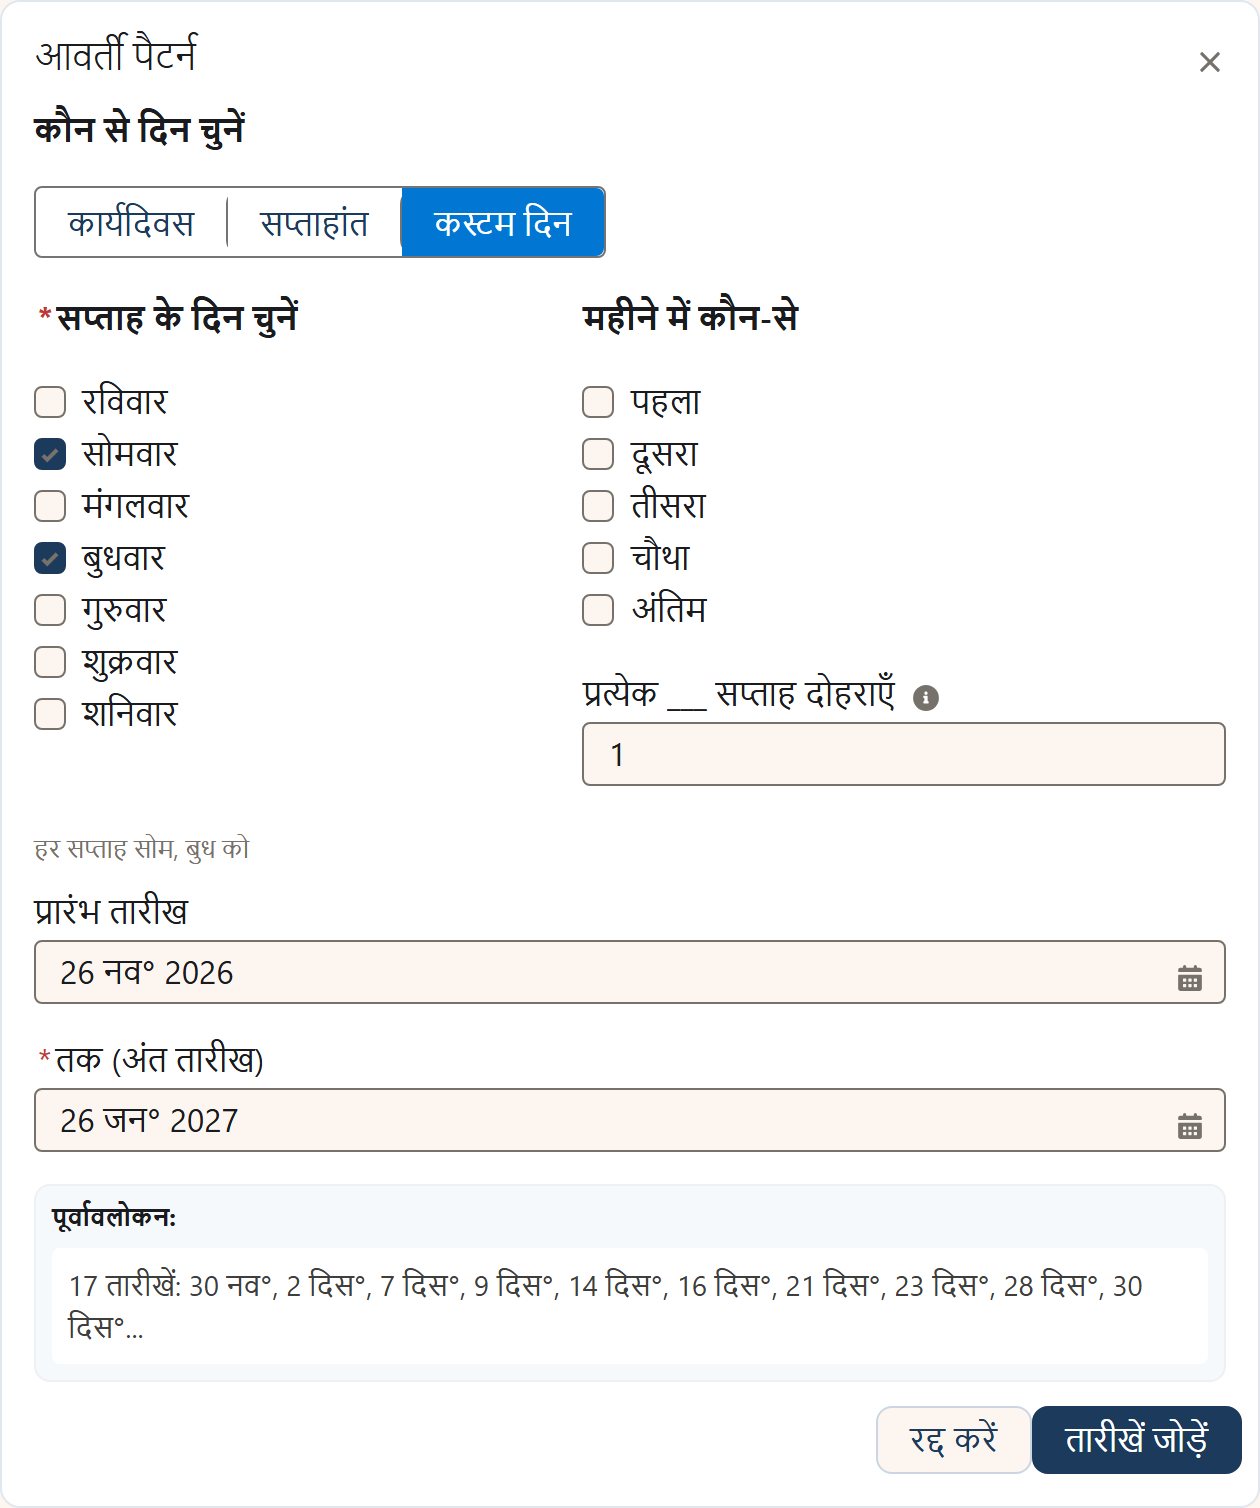 आवर्ती पैटर्न
कौन से दिन चुनें
कार्यदिवस सप्ताहांत कस्टम दिन
*सप्ताह के दिन चुनें
रविवार
सोमवार
मंगलवार
बुधवार
गुरुवार
शुक्रवार
शनिवार
महीने में कौन-से
पहला
दूसरा
तीसरा
चौथा
अंतिम
प्रत्येक ___ सप्ताह दोहराएँ
1
हर सप्ताह सोम, बुध को
प्रारंभ तारीख
26 नव॰ 2026
*तक (अंत तारीख)
26 जन॰ 2027
पूर्वावलोकन:
17 तारीखें: 30 नव॰, 2 दिस॰, 7 दिस॰, 9 दिस॰, 14 दिस॰, 16 दिस॰, 21 दिस॰, 23 दिस॰, 28 दिस॰, 30
दिस॰...
रद्द करें तारीखें जोड़ें